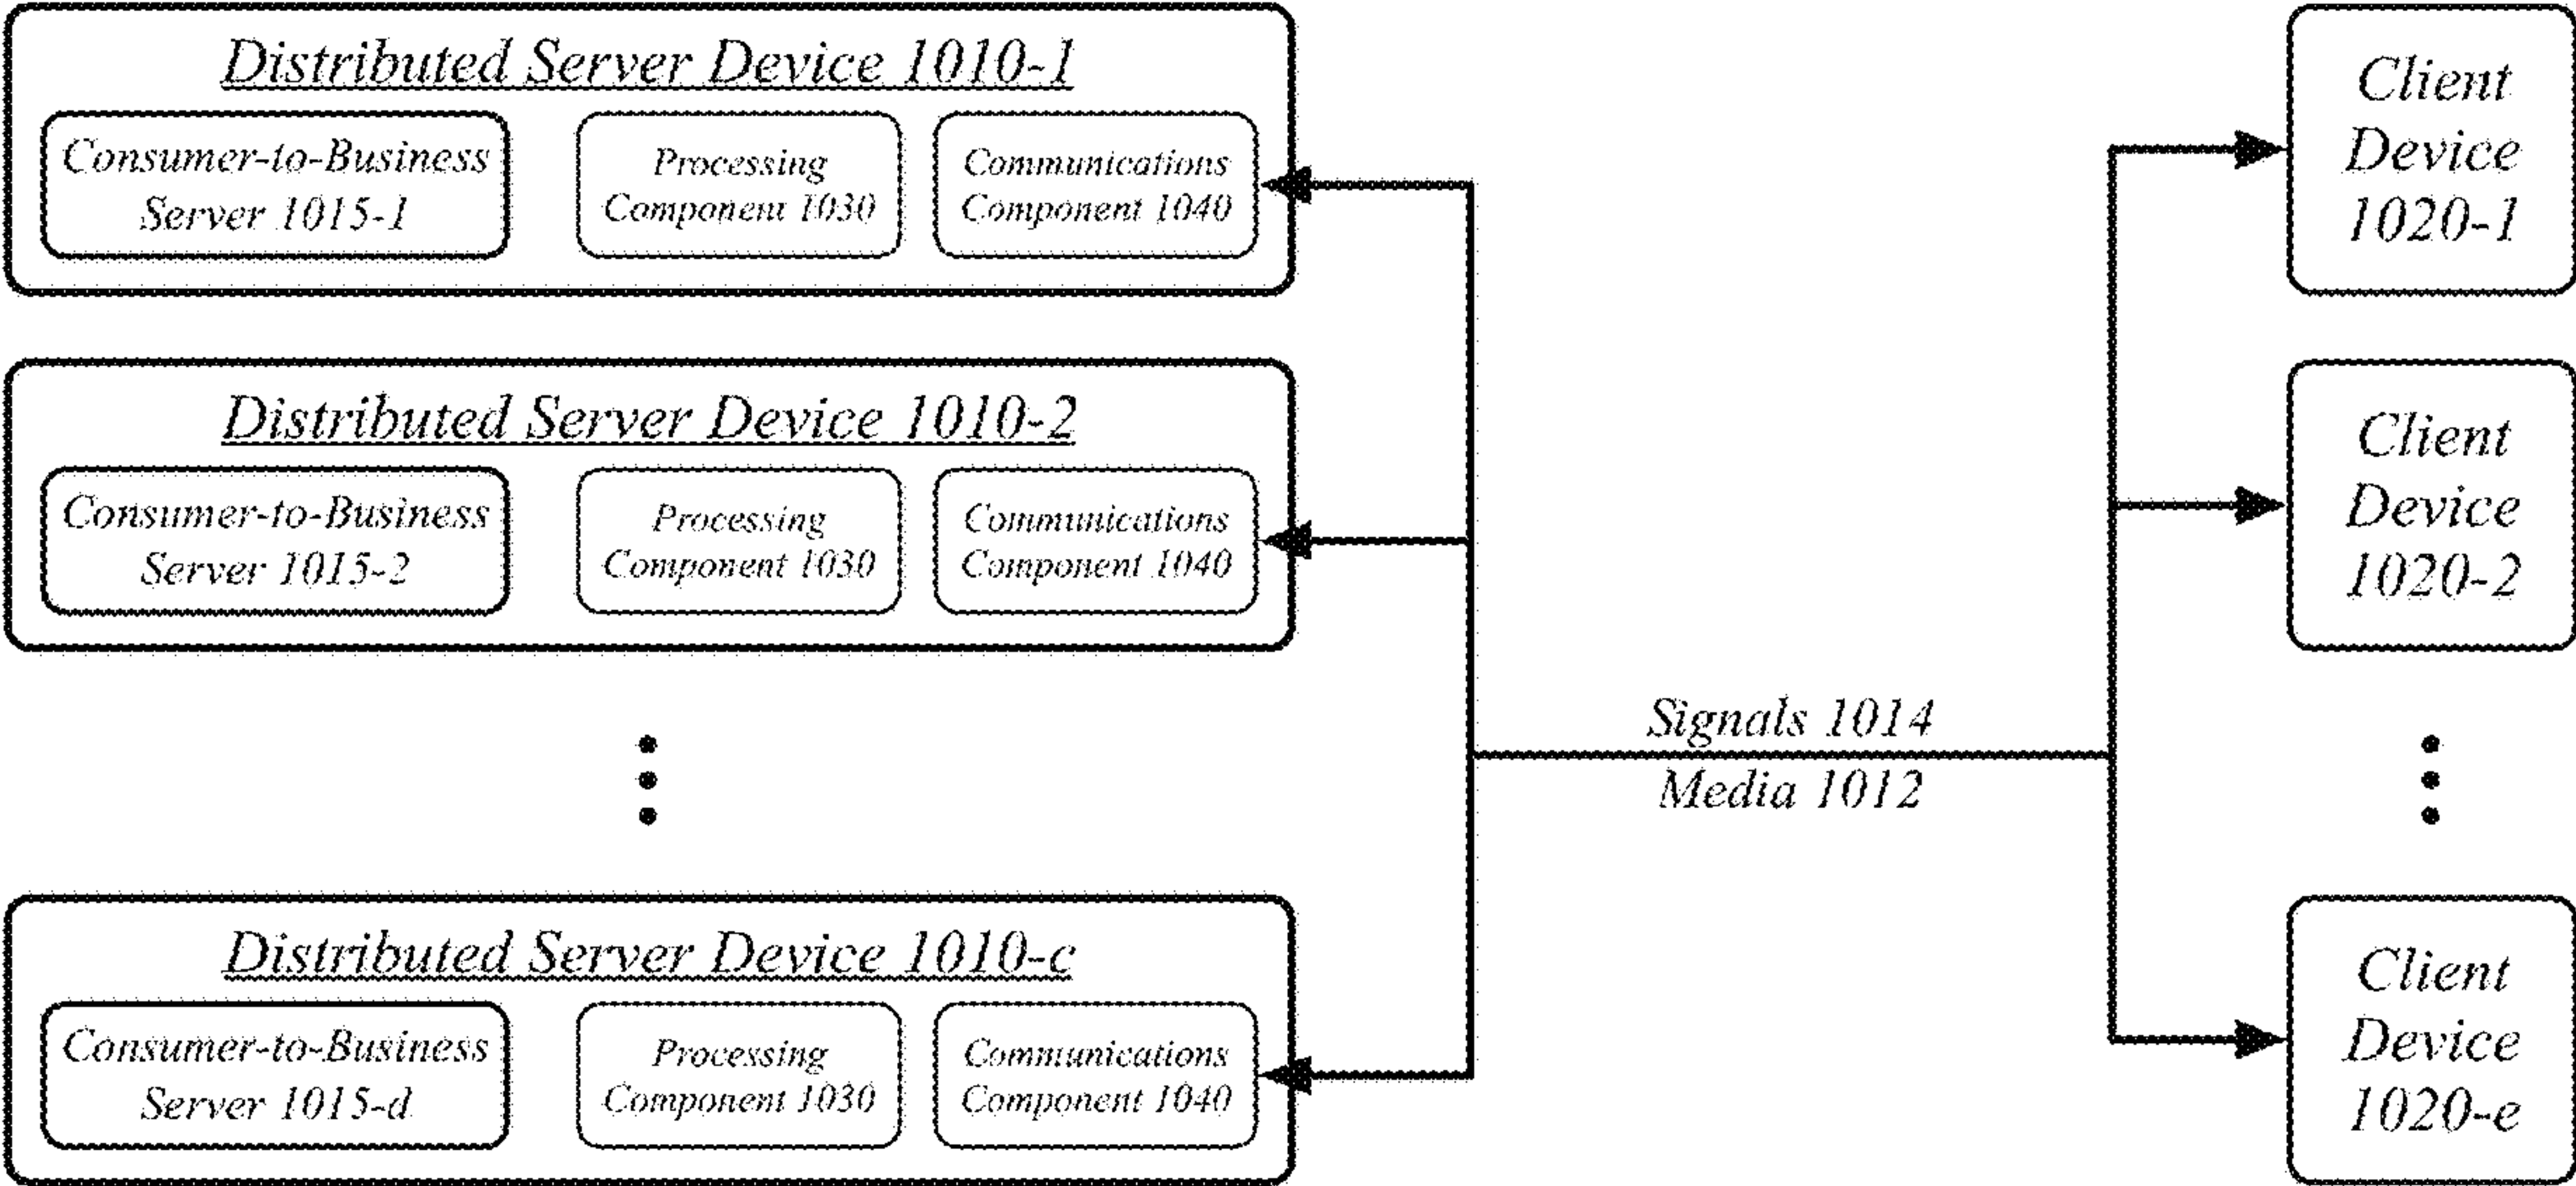 Distributed Server Device 1010-1
Consumer-to-Business
Server 1015-1
Processing
Component 1030
Communications
Component 1040
Client
Device
1020-1
Distributed Server Device 1010-2
Consumer-to-Business
Server 1015-2
Processing
Component 1030
Communications
Component 1040
Client
Device
1020-2
Signals 1014
Media 1012
Distributed Server Device 1010-c
Consumer-to-Business
Server 1015-d
Processing
Component 1030
Communications
Component 1040
Client
Device
1020-e